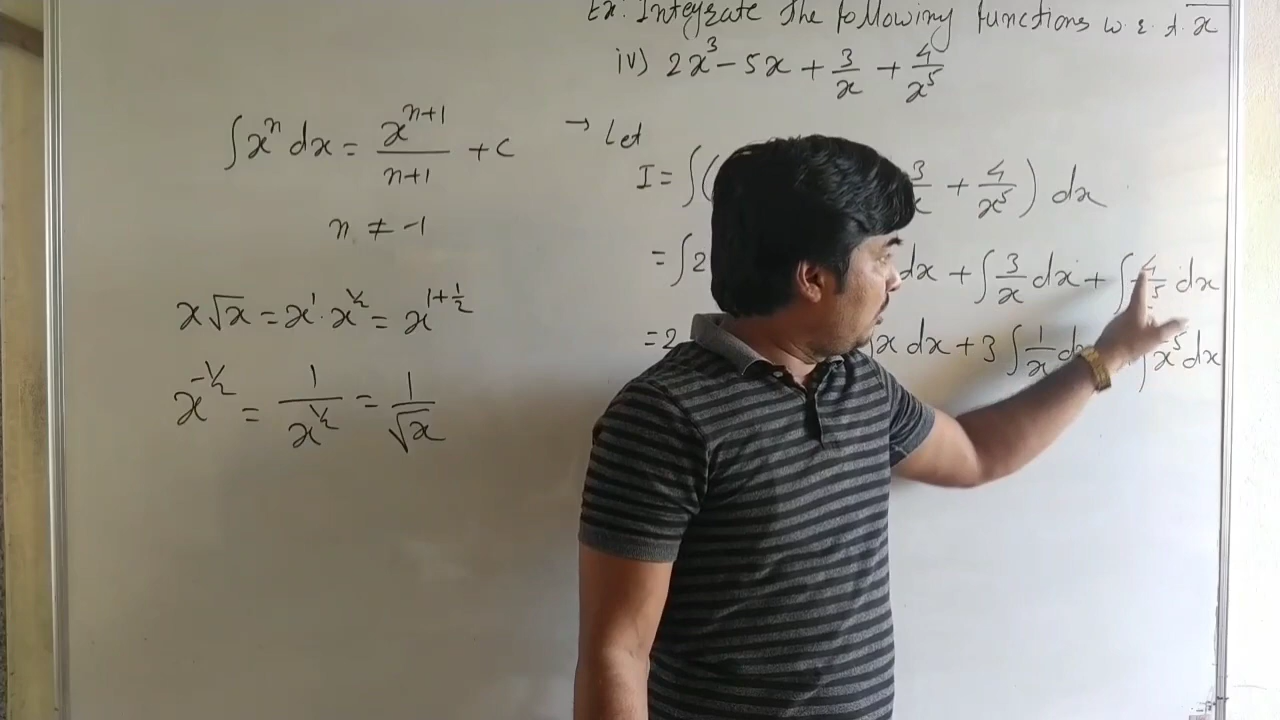 ∫xⁿ dx = xⁿ⁺¹/n+1 + c
n ≠ -1
x√x = x¹·x^½ = x^(1+½)
x^(-½) = 1/x^½ = 1/√x
Ex: Integrate the following functions w.r.t. x
iv) 2x³ - 5x + 3/x + 4/x⁵
→ Let
I = ∫( 3/x + 4/x⁵ ) dx
= ∫2 dx + ∫ 3/x dx + ∫ 4 dx
= 2 x dx + 3 ∫ 1/x x⁵ dx